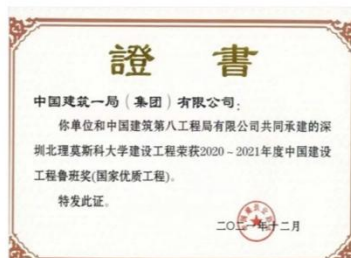 證 書
中国建筑一局（集团）有限公司：
你单位和中国建筑第八工程局有限公司共同承建的深
圳北理莫斯科大学建设工程荣获2020～2021年度中国建设
工程鲁班奖(国家优质工程)。
特发此证。
二〇二一年十二月